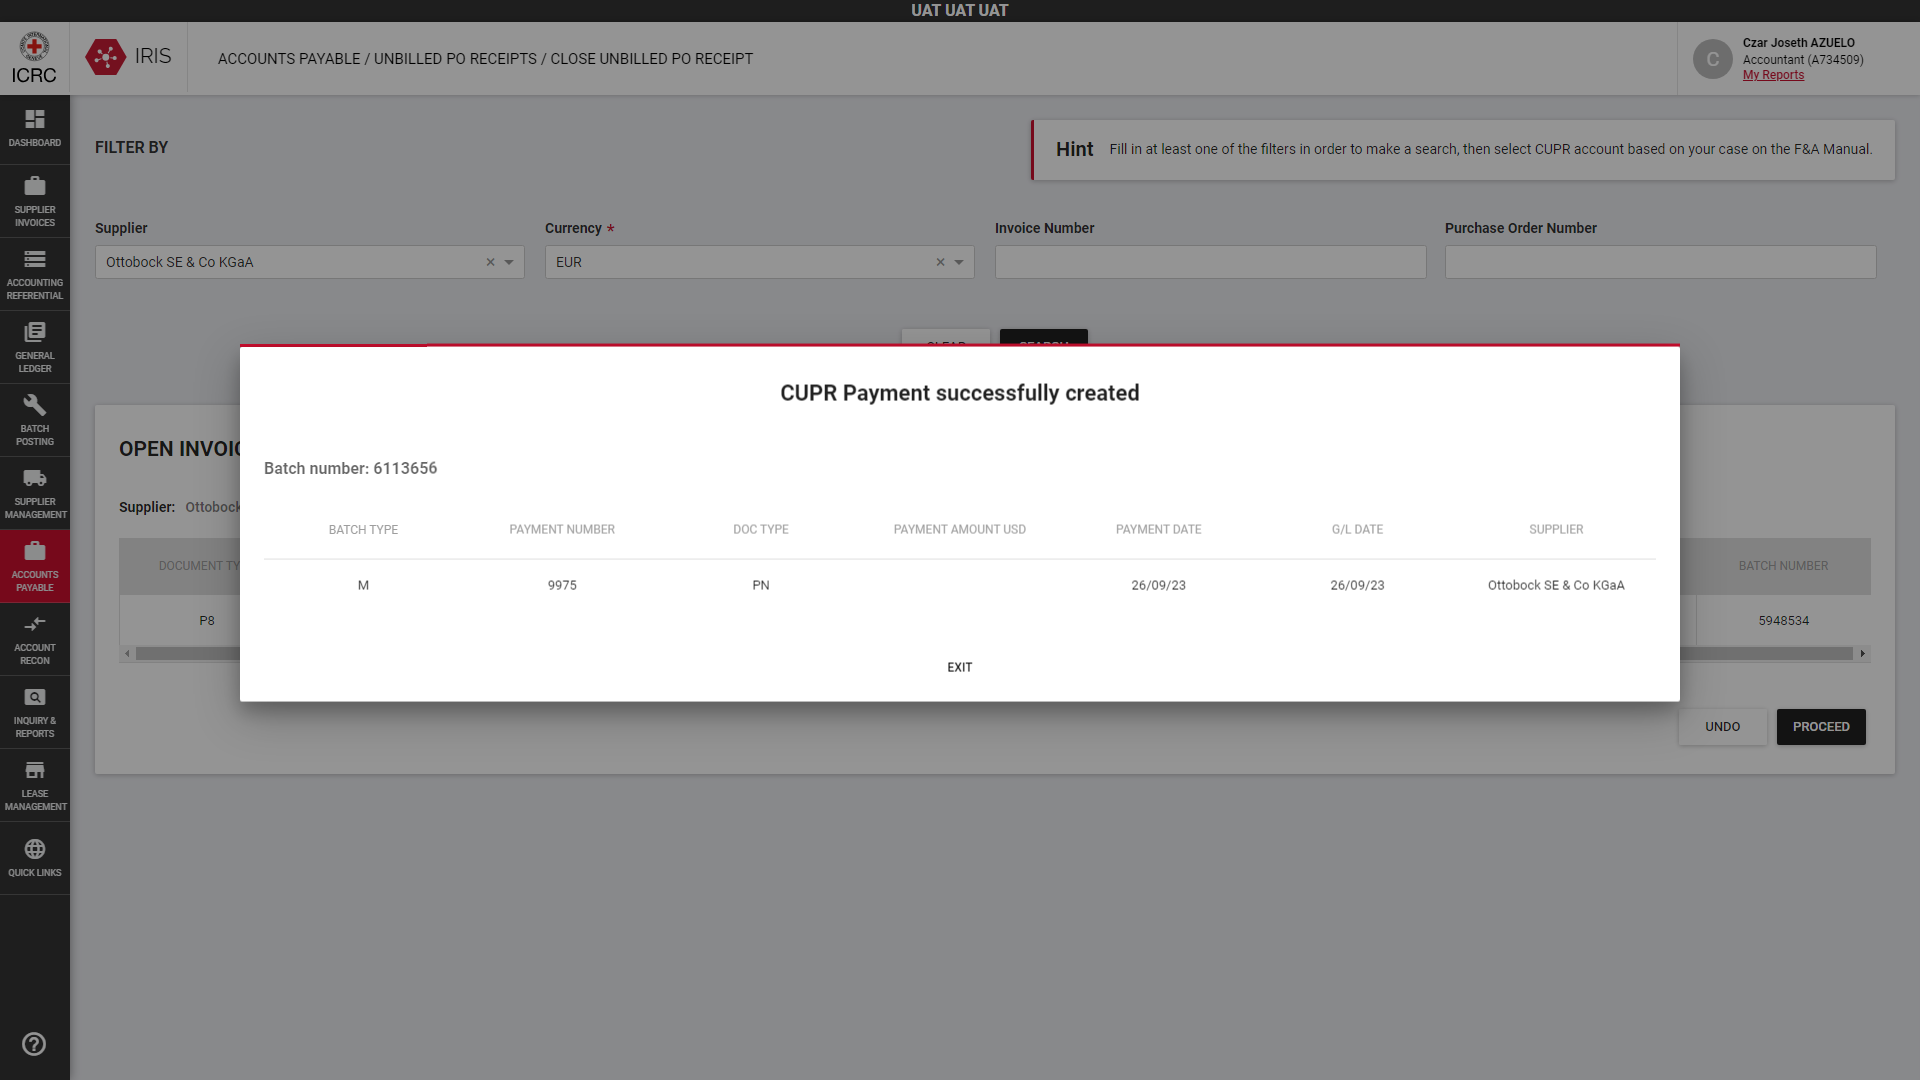 UAT UAT UAT
ICRC
IRIS
ACCOUNTS PAYABLE / UNBILLED PO RECEIPTS / CLOSE UNBILLED PO RECEIPT
C
Czar Joseth AZUELO
Accountant (A734509)
My Reports
DASHBOARD
SUPPLIER
INVOICES
ACCOUNTING
REFERENTIAL
GENERAL
LEDGER
BATCH
POSTING
SUPPLIER
MANAGEMENT
ACCOUNTS
PAYABLE
ACCOUNT
RECON
INQUIRY &
REPORTS
LEASE
MANAGEMENT
QUICK LINKS
FILTER BY
Hint Fill in at least one of the filters in order to make a search, then select CUPR account based on your case on the F&A Manual.
Supplier Currency * Invoice Number Purchase Order Number
Ottobock SE & Co KGaA EUR
CLEAR SEARCH
OPEN INVOIC
Supplier: Ottobock
DOCUMENT TY BATCH NUMBER
P8 5948534
UNDO PROCEED
CUPR Payment successfully created
Batch number: 6113656
BATCH TYPE PAYMENT NUMBER DOC TYPE PAYMENT AMOUNT USD PAYMENT DATE G/L DATE SUPPLIER
M 9975 PN 26/09/23 26/09/23 Ottobock SE & Co KGaA
EXIT